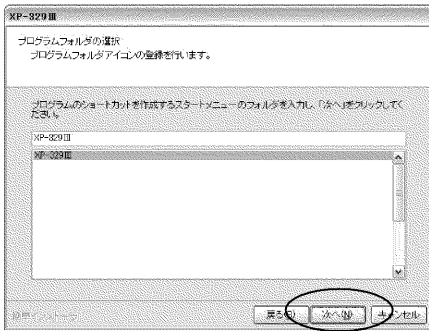 XP-329Ⅲ
プログラムフォルダの選択
プログラムフォルダアイコンの登録を行います。
プログラムのショートカットを作成するスタートメニューのフォルダを入力し、「次へ」をクリックしてく
ださい。
XP-329Ⅲ
XP-329Ⅲ
戻る(B) 次へ(N) キャンセル